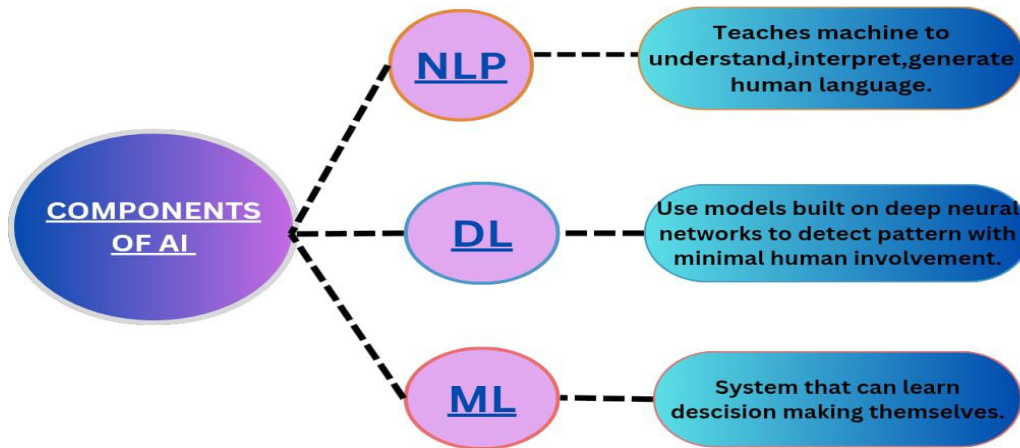 COMPONENTS
OF AI
NLP
Teaches machine to
understand,interpret,generate
human language.
DL
Use models built on deep neural
networks to detect pattern with
minimal human involvement.
ML
System that can learn
descision making themselves.